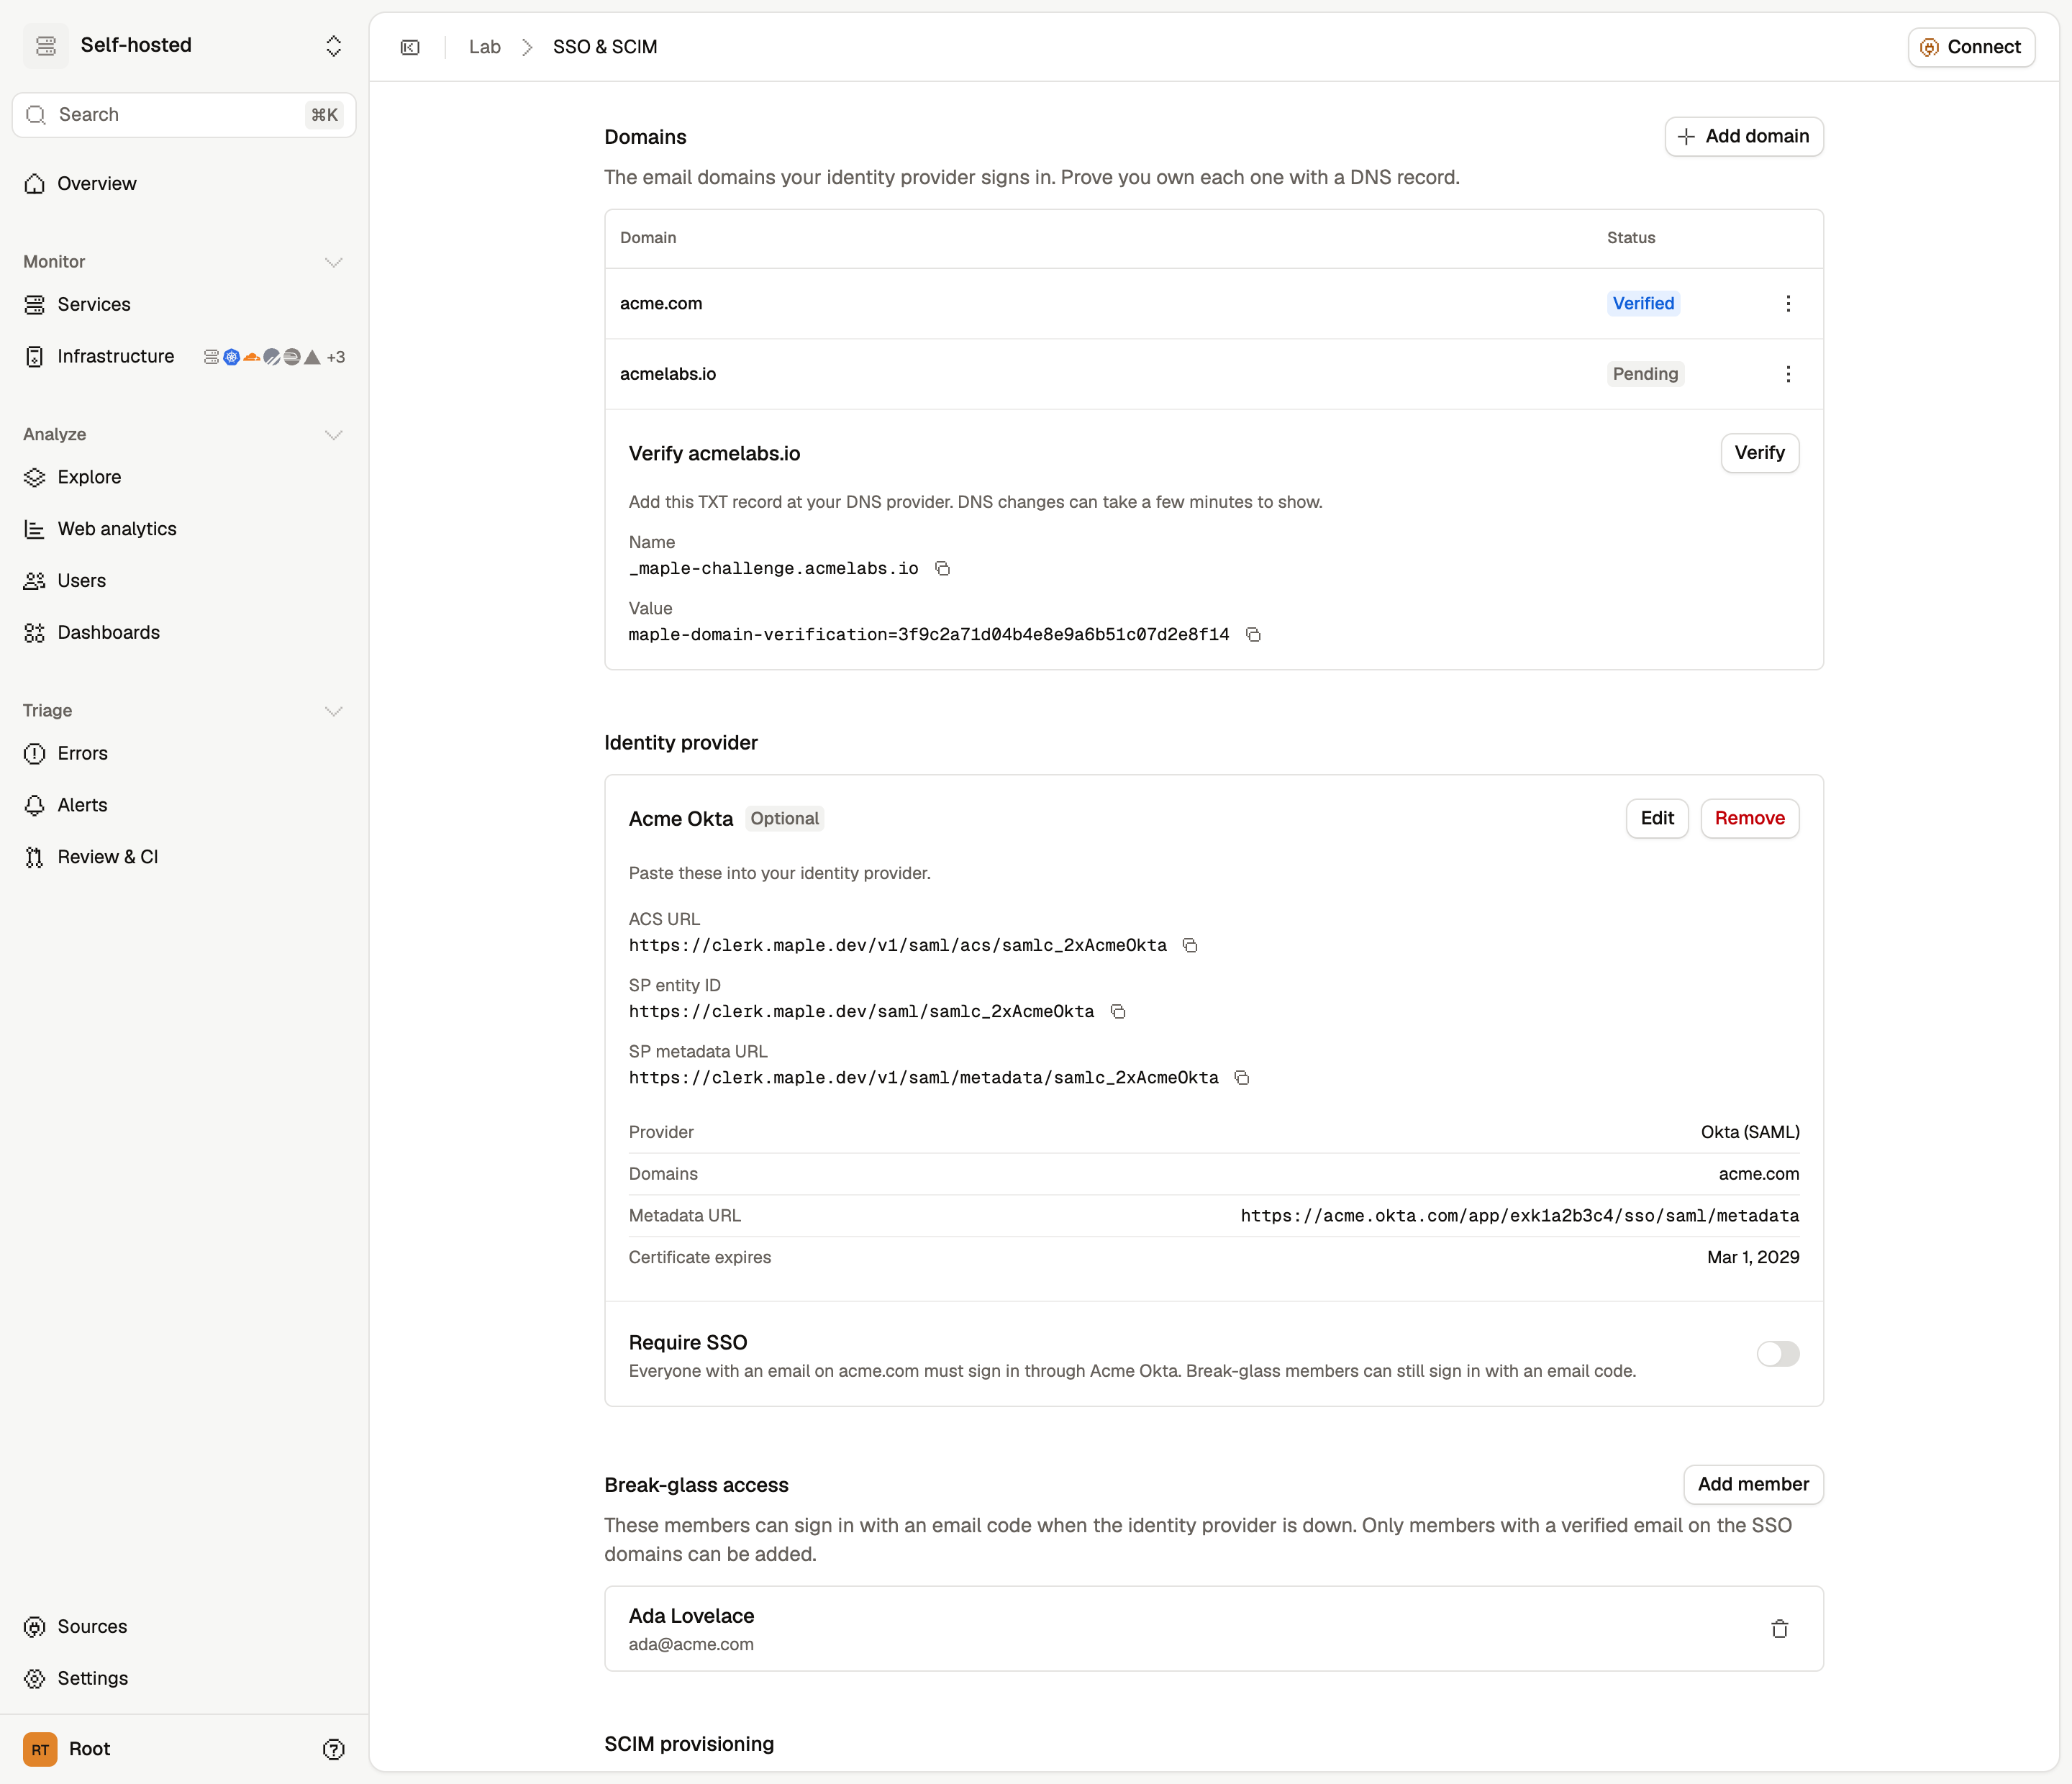 Self-hosted
Search
⌘K
Overview
Monitor
Services
Infrastructure
+3
Analyze
Explore
Web analytics
Users
Dashboards
Triage
Errors
Alerts
Review & CI
Sources
Settings
RT
Root
Lab
SSO & SCIM
Connect
Domains
Add domain
The email domains your identity provider signs in. Prove you own each one with a DNS record.
Domain
Status
acme.com
Verified
acmelabs.io
Pending
Verify acmelabs.io
Verify
Add this TXT record at your DNS provider. DNS changes can take a few minutes to show.
Name
_maple-challenge.acmelabs.io
Value
maple-domain-verification=3f9c2a71d04b4e8e9a6b51c07d2e8f14
Identity provider
Acme Okta
Optional
Edit
Remove
Paste these into your identity provider.
ACS URL
https://clerk.maple.dev/v1/saml/acs/samlc_2xAcmeOkta
SP entity ID
https://clerk.maple.dev/saml/samlc_2xAcmeOkta
SP metadata URL
https://clerk.maple.dev/v1/saml/metadata/samlc_2xAcmeOkta
Provider
Okta (SAML)
Domains
acme.com
Metadata URL
https://acme.okta.com/app/exk1a2b3c4/sso/saml/metadata
Certificate expires
Mar 1, 2029
Require SSO
Everyone with an email on acme.com must sign in through Acme Okta. Break-glass members can still sign in with an email code.
Break-glass access
Add member
These members can sign in with an email code when the identity provider is down. Only members with a verified email on the SSO
domains can be added.
Ada Lovelace
ada@acme.com
SCIM provisioning